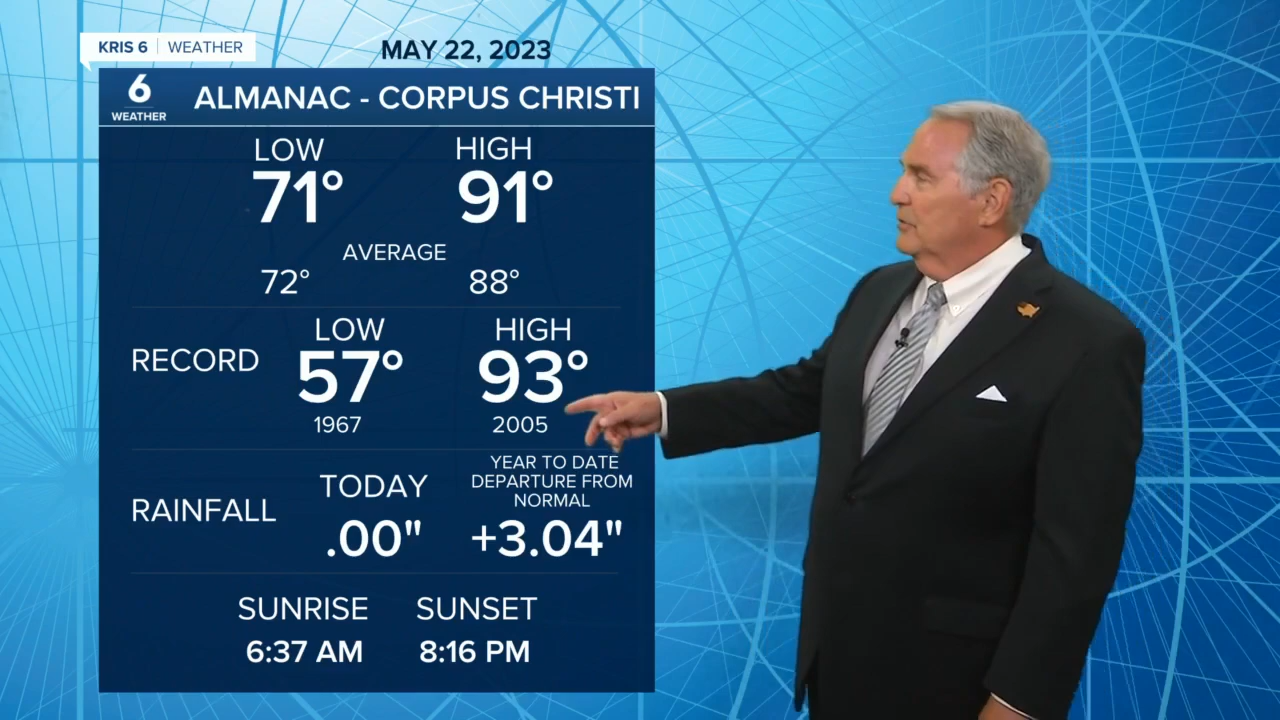 KRIS 6 | WEATHER
MAY 22, 2023
6
WEATHER
ALMANAC - CORPUS CHRISTI
LOW HIGH
71° 91°
AVERAGE
72° 88°
LOW HIGH
RECORD
57° 93°
1967 2005
YEAR TO DATE
DEPARTURE FROM
NORMAL
TODAY
RAINFALL
.00" +3.04"
SUNRISE SUNSET
6:37 AM 8:16 PM